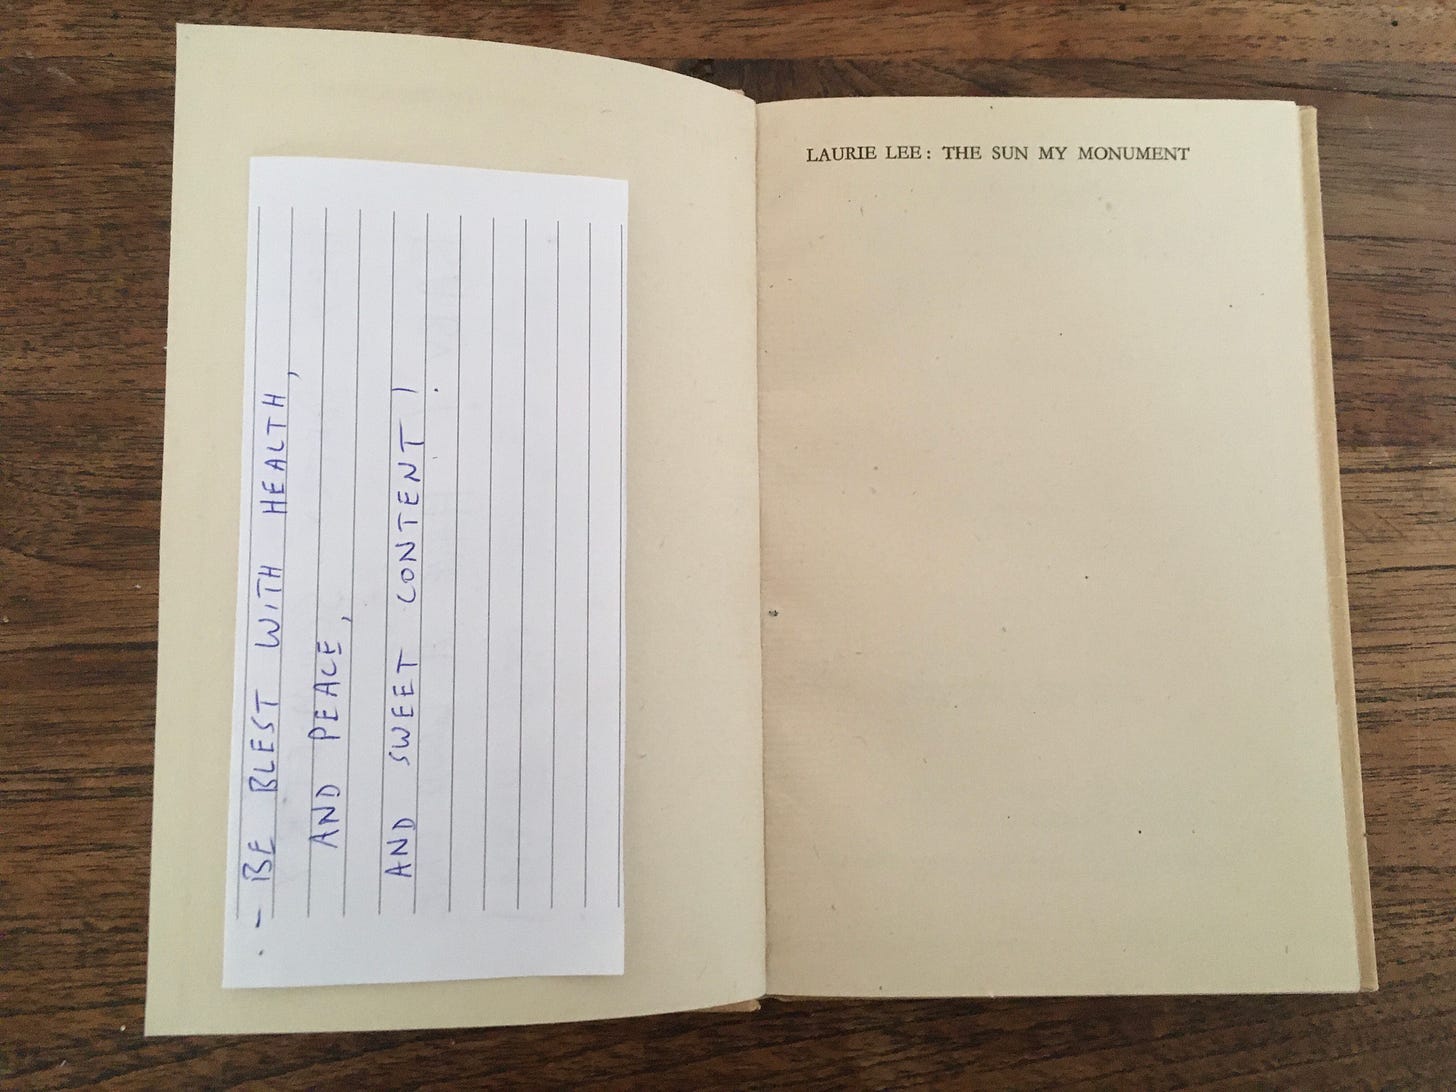 - BE BLEST WITH HEALTH,
AND PEACE,
AND SWEET CONTENT!
LAURIE LEE: THE SUN MY MONUMENT